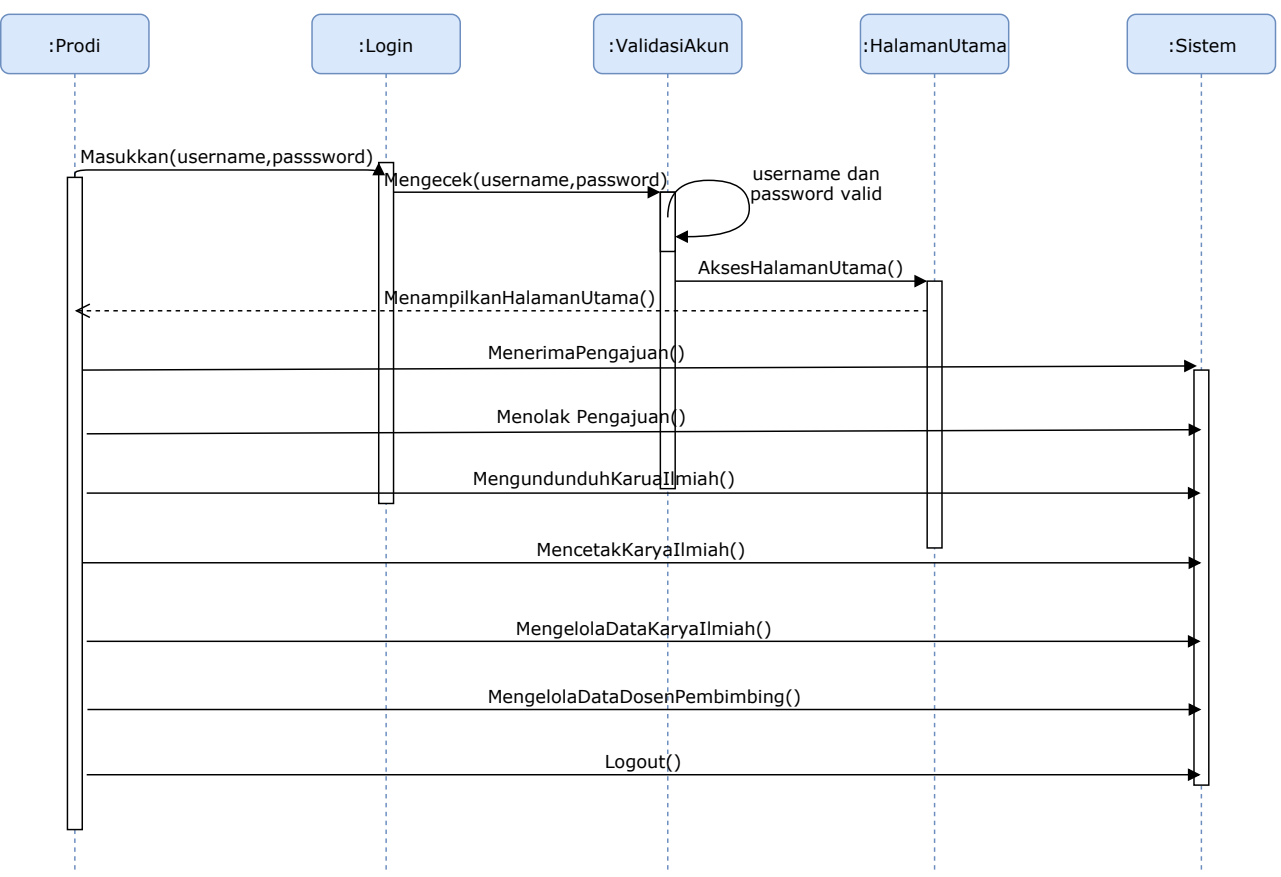 :Prodi
:Login
:ValidasiAkun
:HalamanUtama
:Sistem
Masukkan(username,passsword)
Mengecek(username,password)
username dan
password valid
AksesHalamanUtama()
MenampilkanHalamanUtama()
MenerimaPengajuan()
Menolak Pengajuan()
MengundunduhKaruaIlmiah()
MencetakKaryaIlmiah()
MengelolaDataKaryaIlmiah()
MengelolaDataDosenPembimbing()
Logout()